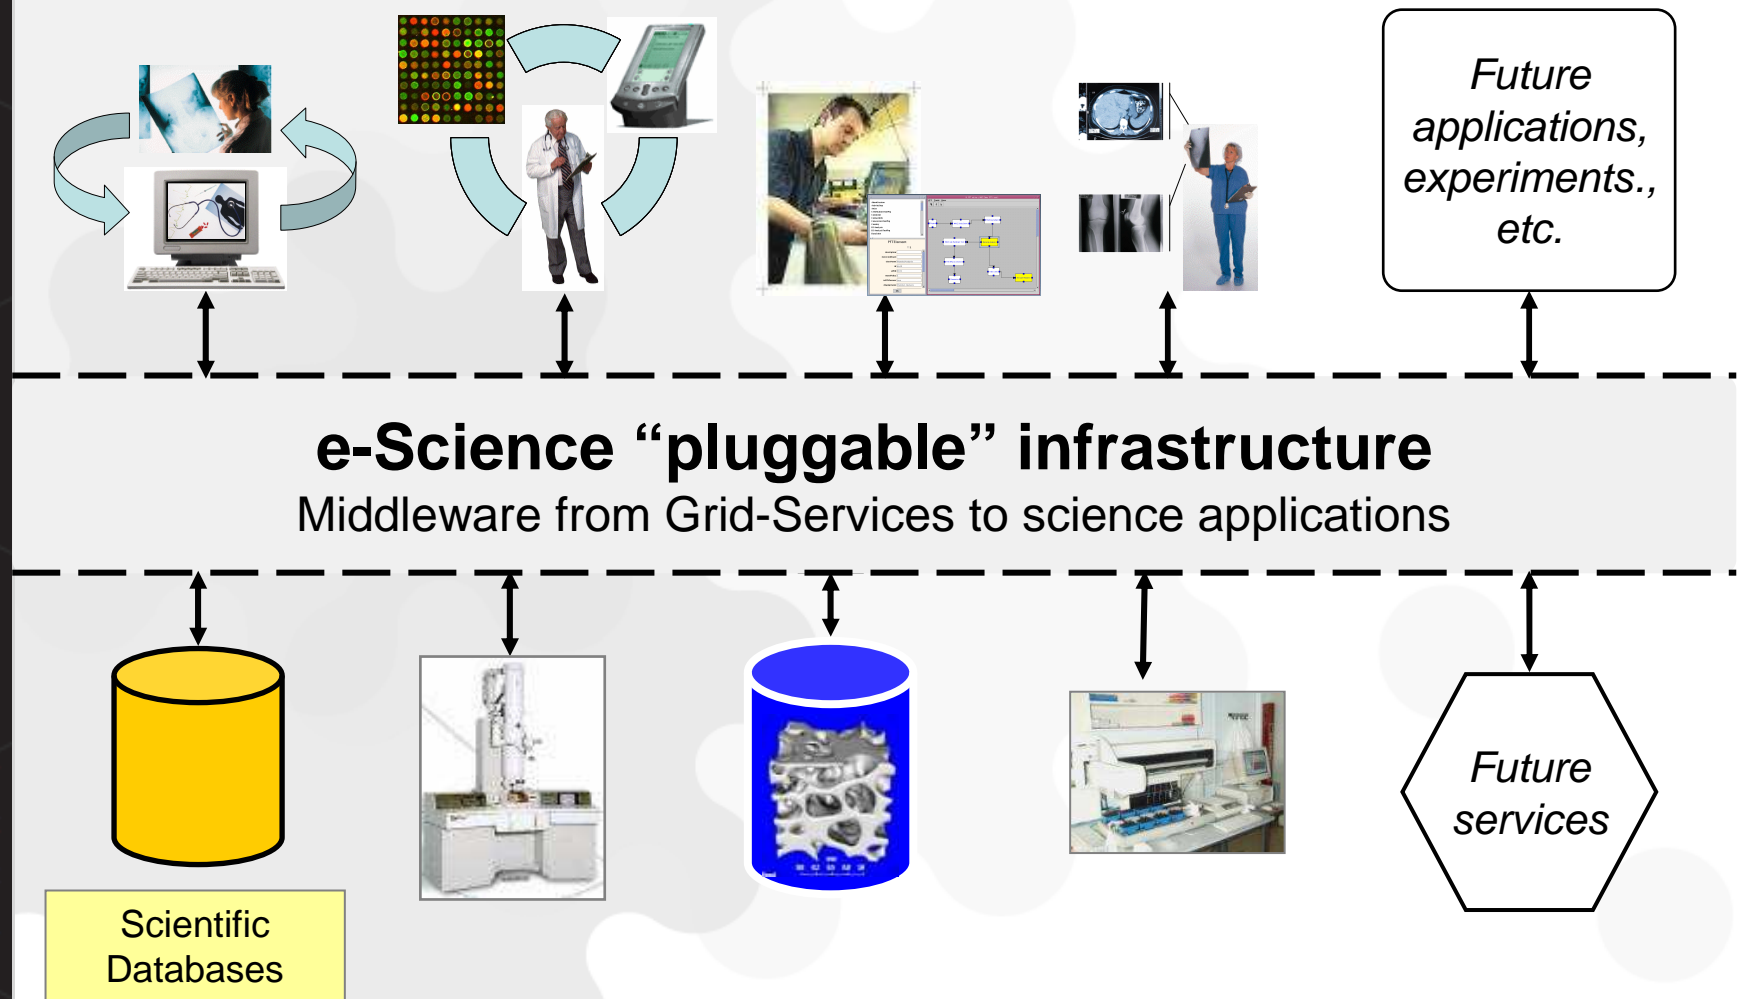 Future
applications,
experiments.,
etc.
e-Science “pluggable” infrastructure
Middleware from Grid-Services to science applications
Future
services
Scientific
Databases